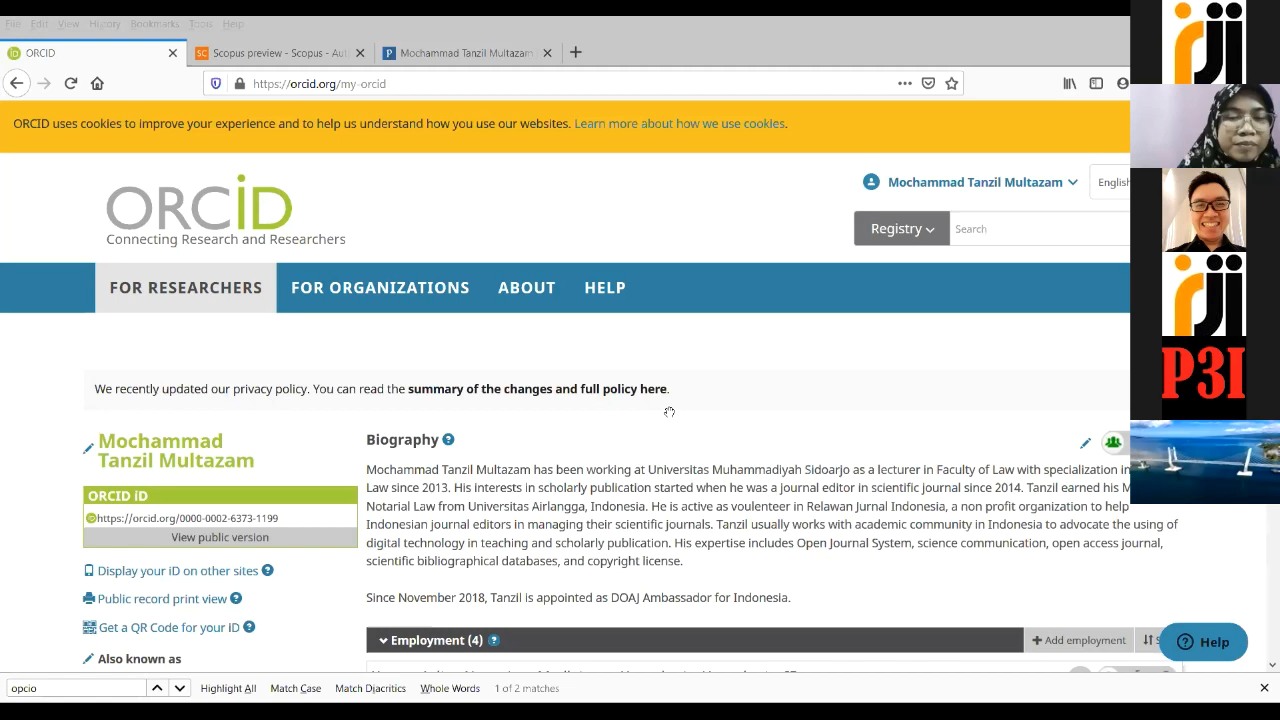 File Edit View History Bookmarks Tools Help
ORCID
Scopus preview - Scopus - Aut
Mochammad Tanzil Multazam
https://orcid.org/my-orcid
ORCID uses cookies to improve your experience and to help us understand how you use our websites. Learn more about how we use cookies.
ORCID
Connecting Research and Researchers
Mochammad Tanzil Multazam
English
Registry
Search
FOR RESEARCHERS
FOR ORGANIZATIONS
ABOUT
HELP
We recently updated our privacy policy. You can read the summary of the changes and full policy here.
Mochammad
Tanzil Multazam
ORCID iD
iD https://orcid.org/0000-0002-6373-1199
View public version
Display your iD on other sites
Public record print view
Get a QR Code for your iD
Also known as
Biography
Mochammad Tanzil Multazam has been working at Universitas Muhammadiyah Sidoarjo as a lecturer in Faculty of Law with specialization in
Law since 2013. His interests in scholarly publication started when he was a Journal editor in scientific journal since 2014. Tanzil earned his M
Notarial Law from Universitas Airlangga, Indonesia. He is active as voulenteer in Relawan Jurnal Indonesia, a non profit organization to help
Indonesian journal editors in managing their scientific journals. Tanzil usually works with academic community in Indonesia to advocate the using of
digital technology in teaching and scholarly publication. His expertise includes Open Journal System, science communication, open access journal,
scientific bibliographical databases, and copyright license.
Since November 2018, Tanzil is appointed as DOAJ Ambassador for Indonesia.
Employment (4)
Add employment
Help
opcio
Highlight All
Match Case
Match Diacritics
Whole Words
1 of 2 matches
rji
rji
P3I